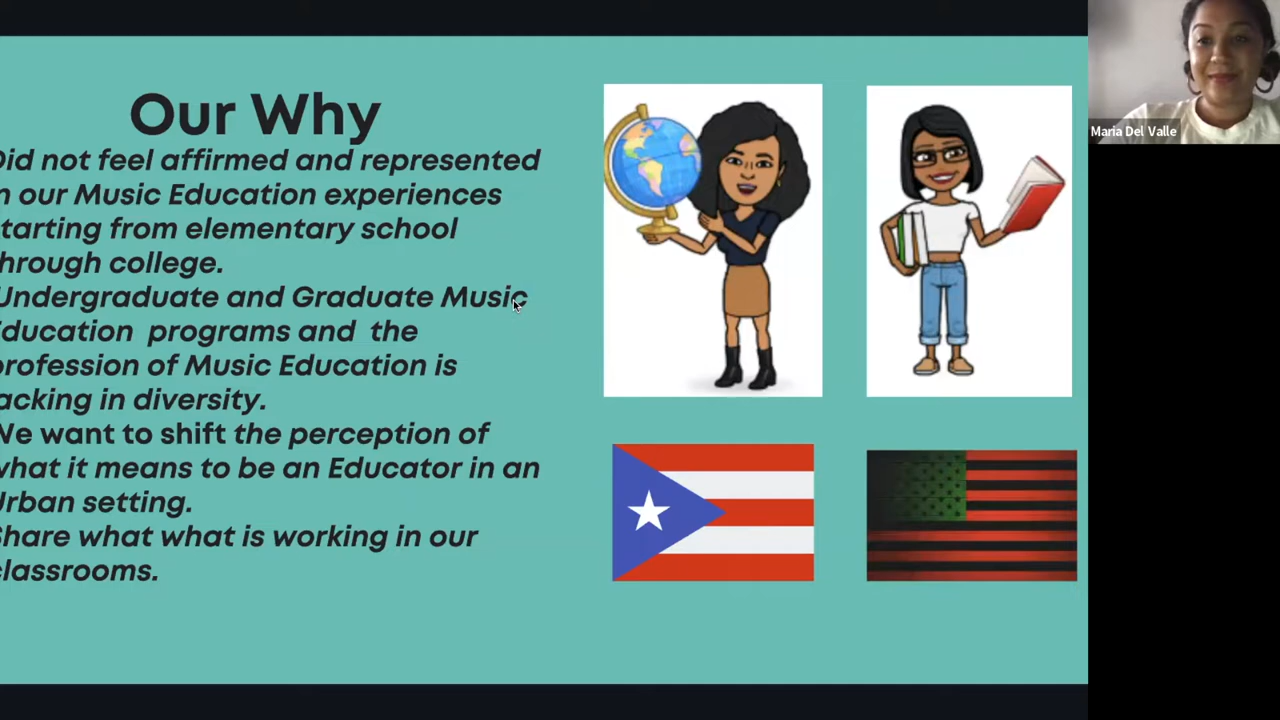 Our Why
Did not feel affirmed and represented
n our Music Education experiences
tarting from elementary school
hrough college.
Undergraduate and Graduate Music
Education programs and the
profession of Music Education is
acking in diversity.
We want to shift the perception of
what it means to be an Educator in an
Urban setting.
Share what what is working in our
classrooms.
Maria Del Valle